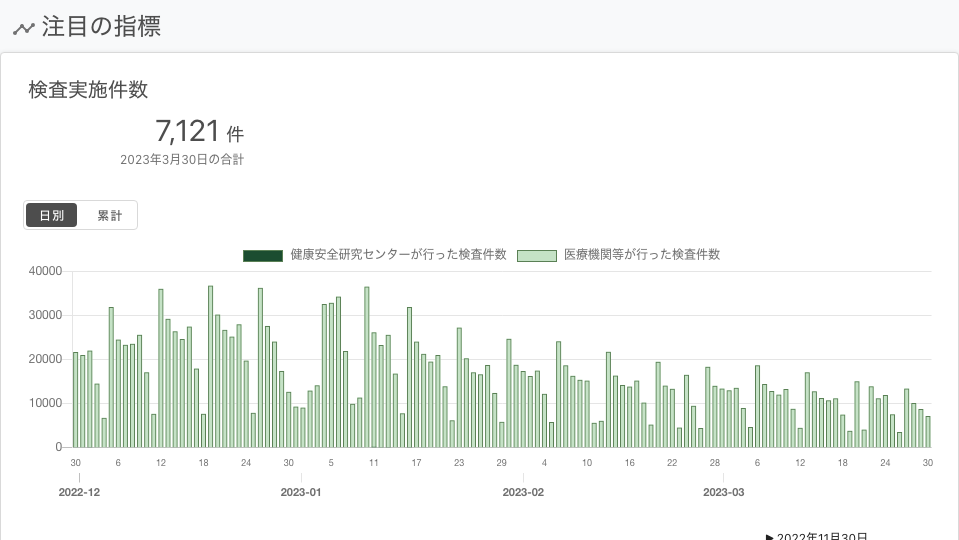 注目の指標
検査実施件数
7,121 件
2023年3月30日の合計
日別 累計
健康安全研究センターが行った検査件数 医療機関等が行った検査件数
40000
30000
20000
10000
0
30 6 12 18 24 30 5 11 17 23 29 4 10 16 22 28 6 12 18 24 30
2022-12 2023-01 2023-02 2023-03
▶ 2022年11月30日